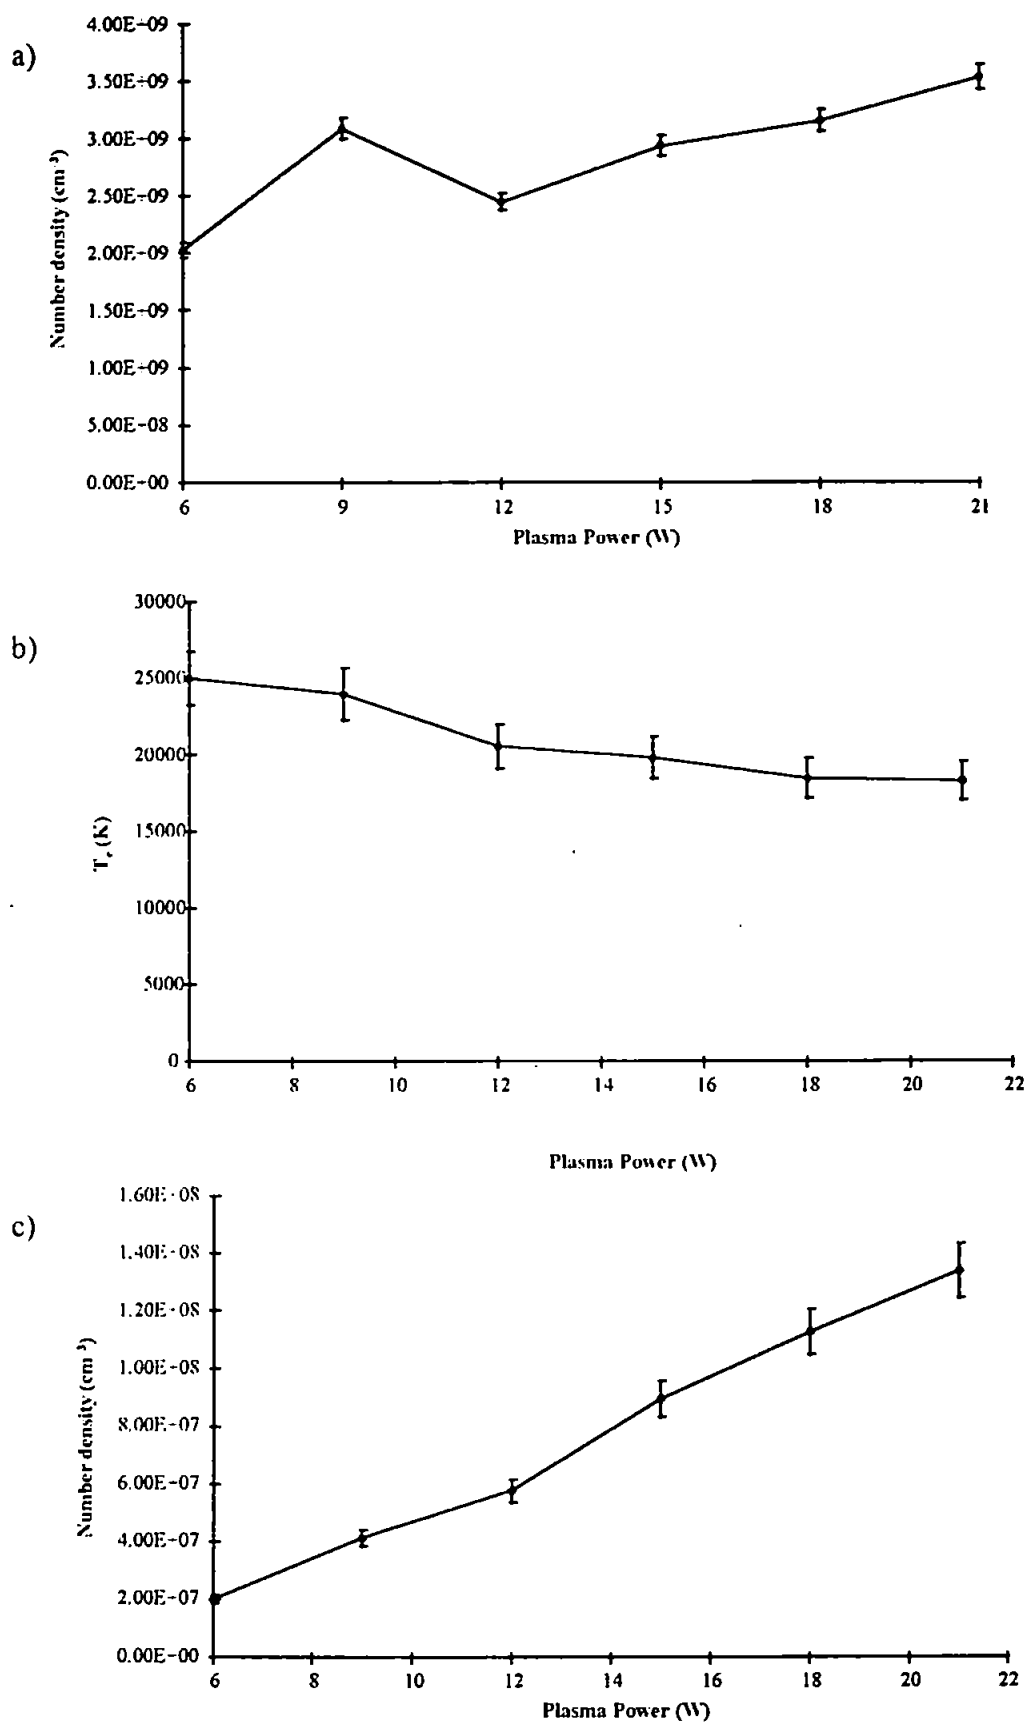 a)
4.00E+09
3.50E+09
3.00E+09
2.50E+09
2.00E+09
1.50E+09
1.00E+09
5.00E+08
0.00E+00
Number density (cm⁻³)
6 9 12 15 18 21
Plasma Power (W)
b)
30000
25000
20000
15000
10000
5000
0
Tₑ (K)
6 8 10 12 14 16 18 20 22
Plasma Power (W)
c)
1.60E+08
1.40E+08
1.20E+08
1.00E+08
8.00E+07
6.00E+07
4.00E+07
2.00E+07
0.00E+00
Number density (cm⁻³)
6 8 10 12 14 16 18 20 22
Plasma Power (W)